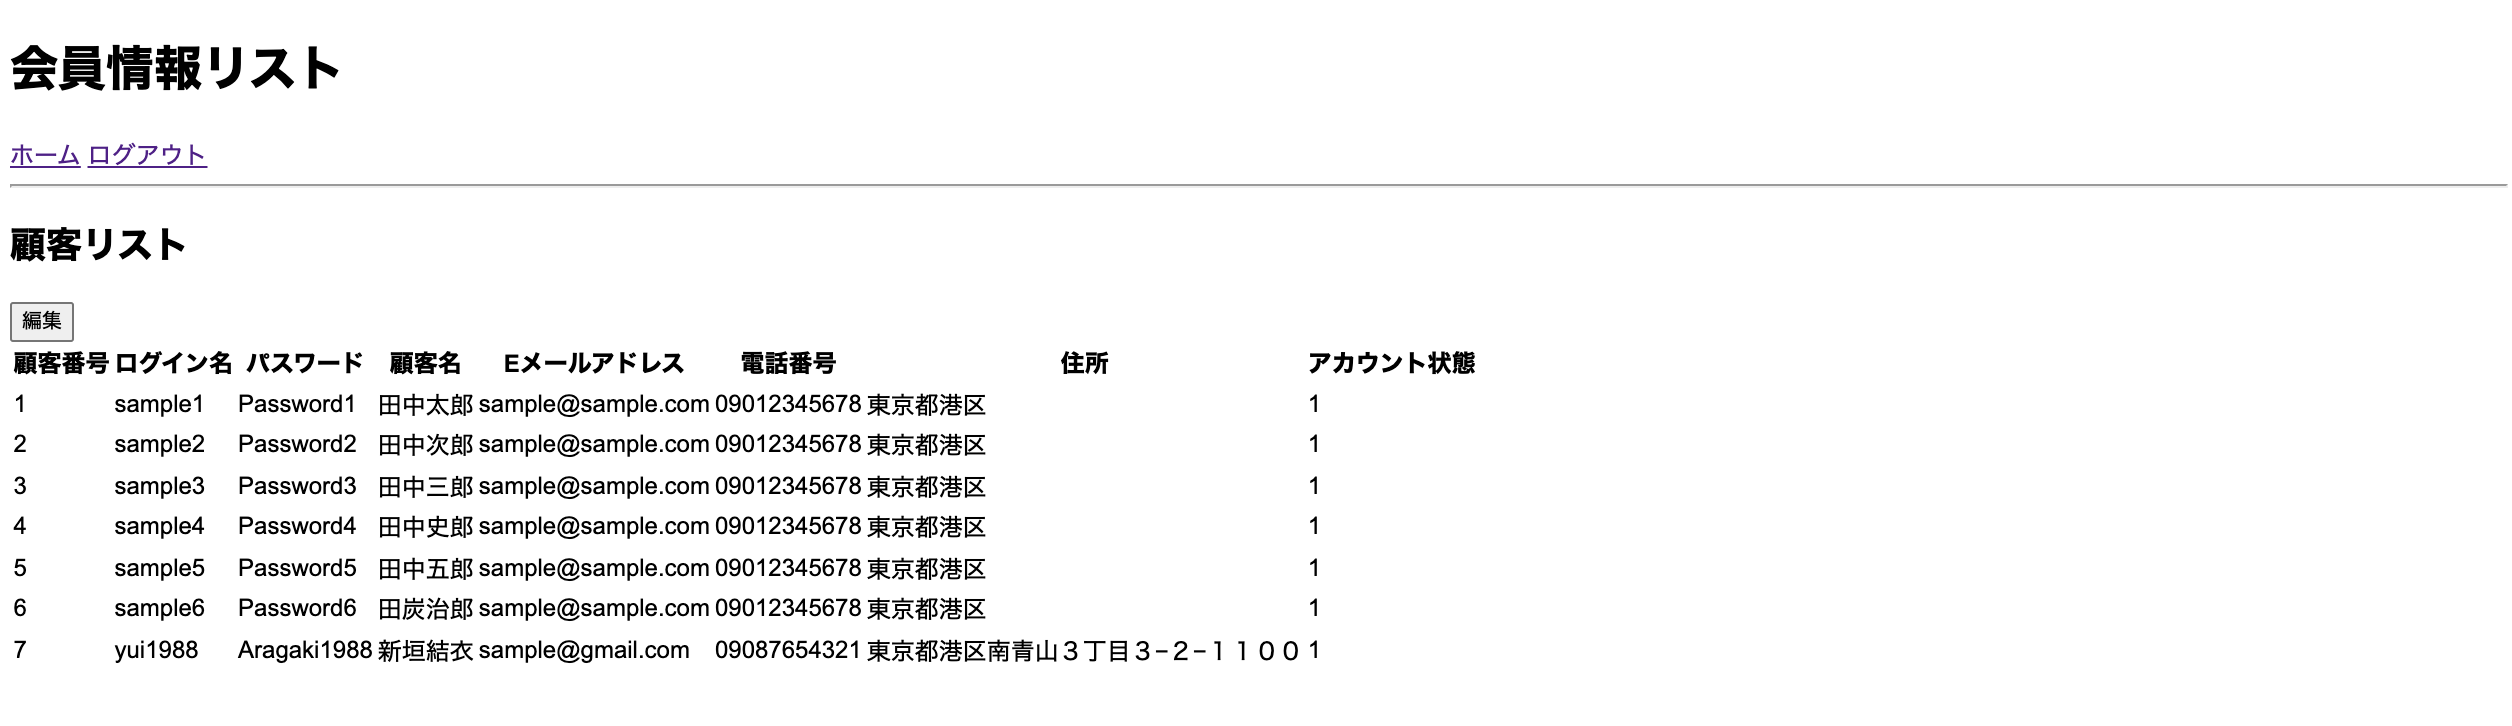 会員情報リスト
ホーム ログアウト
顧客リスト
編集
顧客番号 ログイン名 パスワード 顧客名 Eメールアドレス 電話番号 住所 アカウント状態
1 sample1 Password1 田中太郎 sample@sample.com 09012345678 東京都港区 1
2 sample2 Password2 田中次郎 sample@sample.com 09012345678 東京都港区 1
3 sample3 Password3 田中三郎 sample@sample.com 09012345678 東京都港区 1
4 sample4 Password4 田中史郎 sample@sample.com 09012345678 東京都港区 1
5 sample5 Password5 田中五郎 sample@sample.com 09012345678 東京都港区 1
6 sample6 Password6 田炭治郎 sample@sample.com 09012345678 東京都港区 1
7 yui1988 Aragaki1988 新垣結衣 sample@gmail.com 09087654321 東京都港区南青山３丁目３−２−１１００ 1